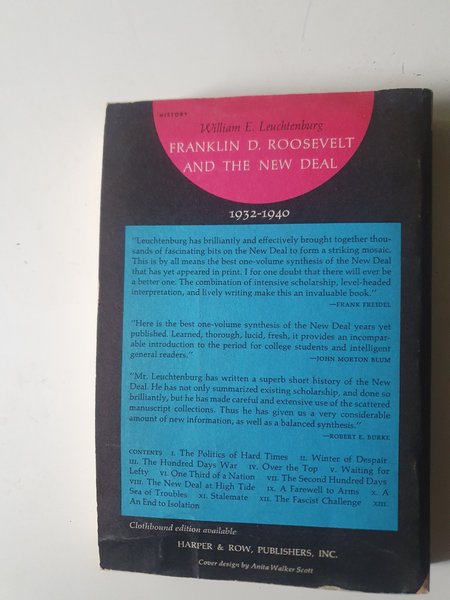 HISTORY
William E. Leuchtenburg
FRANKLIN D. ROOSEVELT
AND THE NEW DEAL
1932-1940
"Leuchtenburg has brilliantly and effectively brought together thou-
sands of fascinating bits on the New Deal to form a striking mosaic.
This is by all means the best one-volume synthesis of the New Deal
that has yet appeared in print. I for one doubt that there will ever be
a better one. The combination of intensive scholarship, level-headed
interpretation, and lively writing make this an invaluable book."
—FRANK FREIDEL
"Here is the best one-volume synthesis of the New Deal years yet
published. Learned, thorough, lucid, fresh, it provides an incompar-
able introduction to the period for college students and intelligent
general readers."
—JOHN MORTON BLUM
"Mr. Leuchtenburg has written a superb short history of the New
Deal. He has not only summarized existing scholarship, and done so
brilliantly, but he has made careful and extensive use of the scattered
manuscript collections. Thus he has given us a very considerable
amount of new information, as well as a balanced synthesis."
—ROBERT E. BURKE
CONTENTS I. The Politics of Hard Times II. Winter of Despair
III. The Hundred Days War IV. Over the Top V. Waiting for
Lefty VI. One Third of a Nation VII. The Second Hundred Days
VIII. The New Deal at High Tide IX. A Farewell to Arms X. A
Sea of Troubles XI. Stalemate XII. The Fascist Challenge XIII.
An End to Isolation
Clothbound edition available
HARPER & ROW, PUBLISHERS, INC.
Cover design by Anita Walker Scott